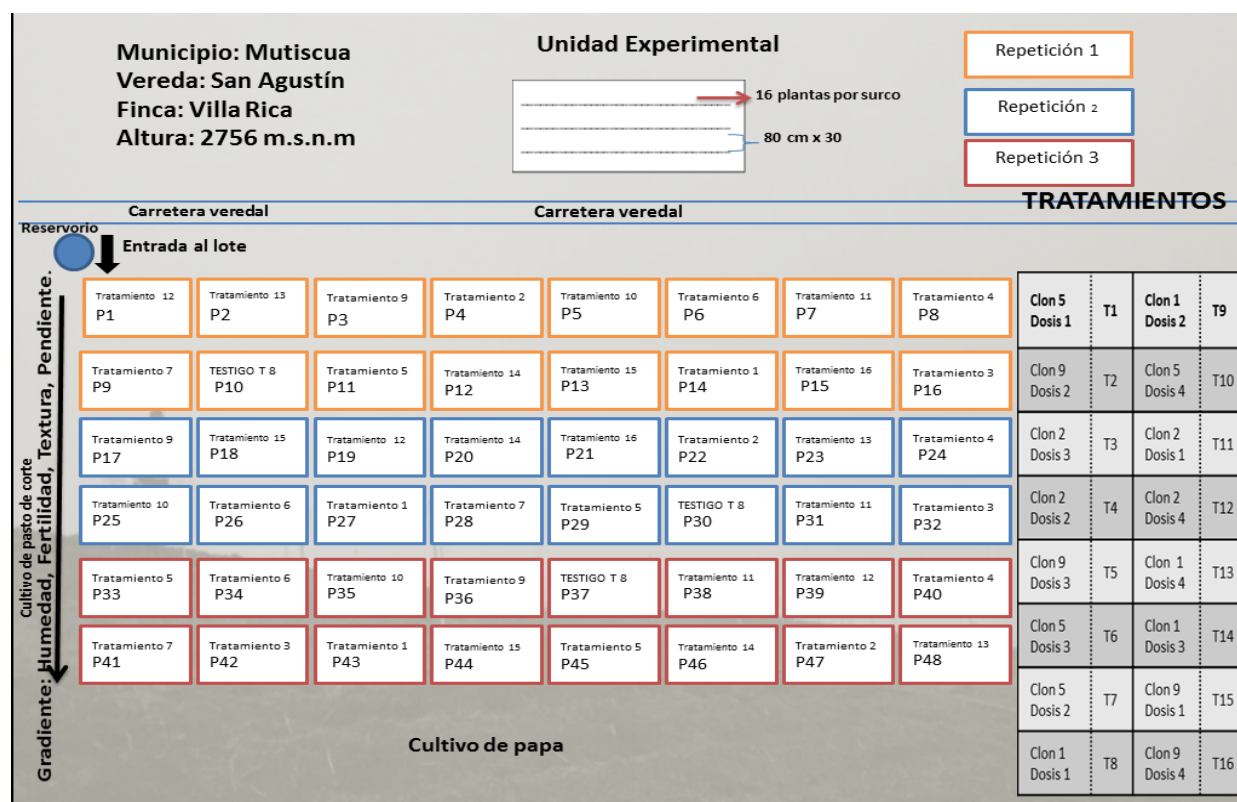 Municipio: Mutiscua
Vereda: San Agustín
Finca: Villa Rica
Altura: 2756 m.s.n.m
Unidad Experimental
16 plantas por surco
80 cm x 30
Repetición 1
Repetición 2
Repetición 3
Carretera veredal
Carretera veredal
TRATAMIENTOS
Reservorio
Entrada al lote
Gradiente: Humedad, Fertilidad, Textura, Pendiente.
Cultivo de pasto de corte
Tratamiento 12
P1
Tratamiento 13
P2
Tratamiento 9
P3
Tratamiento 2
P4
Tratamiento 10
P5
Tratamiento 6
P6
Tratamiento 11
P7
Tratamiento 4
P8
Tratamiento 7
P9
TESTIGO T 8
P10
Tratamiento 5
P11
Tratamiento 14
P12
Tratamiento 15
P13
Tratamiento 1
P14
Tratamiento 16
P15
Tratamiento 3
P16
Tratamiento 9
P17
Tratamiento 15
P18
Tratamiento 12
P19
Tratamiento 14
P20
Tratamiento 16
P21
Tratamiento 2
P22
Tratamiento 13
P23
Tratamiento 4
P24
Tratamiento 10
P25
Tratamiento 6
P26
Tratamiento 1
P27
Tratamiento 7
P28
Tratamiento 5
P29
TESTIGO T 8
P30
Tratamiento 11
P31
Tratamiento 3
P32
Tratamiento 5
P33
Tratamiento 6
P34
Tratamiento 10
P35
Tratamiento 9
P36
TESTIGO T 8
P37
Tratamiento 11
P38
Tratamiento 12
P39
Tratamiento 4
P40
Tratamiento 7
P41
Tratamiento 3
P42
Tratamiento 1
P43
Tratamiento 15
P44
Tratamiento 5
P45
Tratamiento 14
P46
Tratamiento 2
P47
Tratamiento 13
P48
Cultivo de papa
Clon 5
Dosis 1
T1
Clon 1
Dosis 2
T9
Clon 9
Dosis 2
T2
Clon 5
Dosis 4
T10
Clon 2
Dosis 3
T3
Clon 2
Dosis 1
T11
Clon 2
Dosis 2
T4
Clon 2
Dosis 4
T12
Clon 9
Dosis 3
T5
Clon 1
Dosis 4
T13
Clon 5
Dosis 3
T6
Clon 1
Dosis 3
T14
Clon 5
Dosis 2
T7
Clon 9
Dosis 1
T15
Clon 1
Dosis 1
T8
Clon 9
Dosis 4
T16